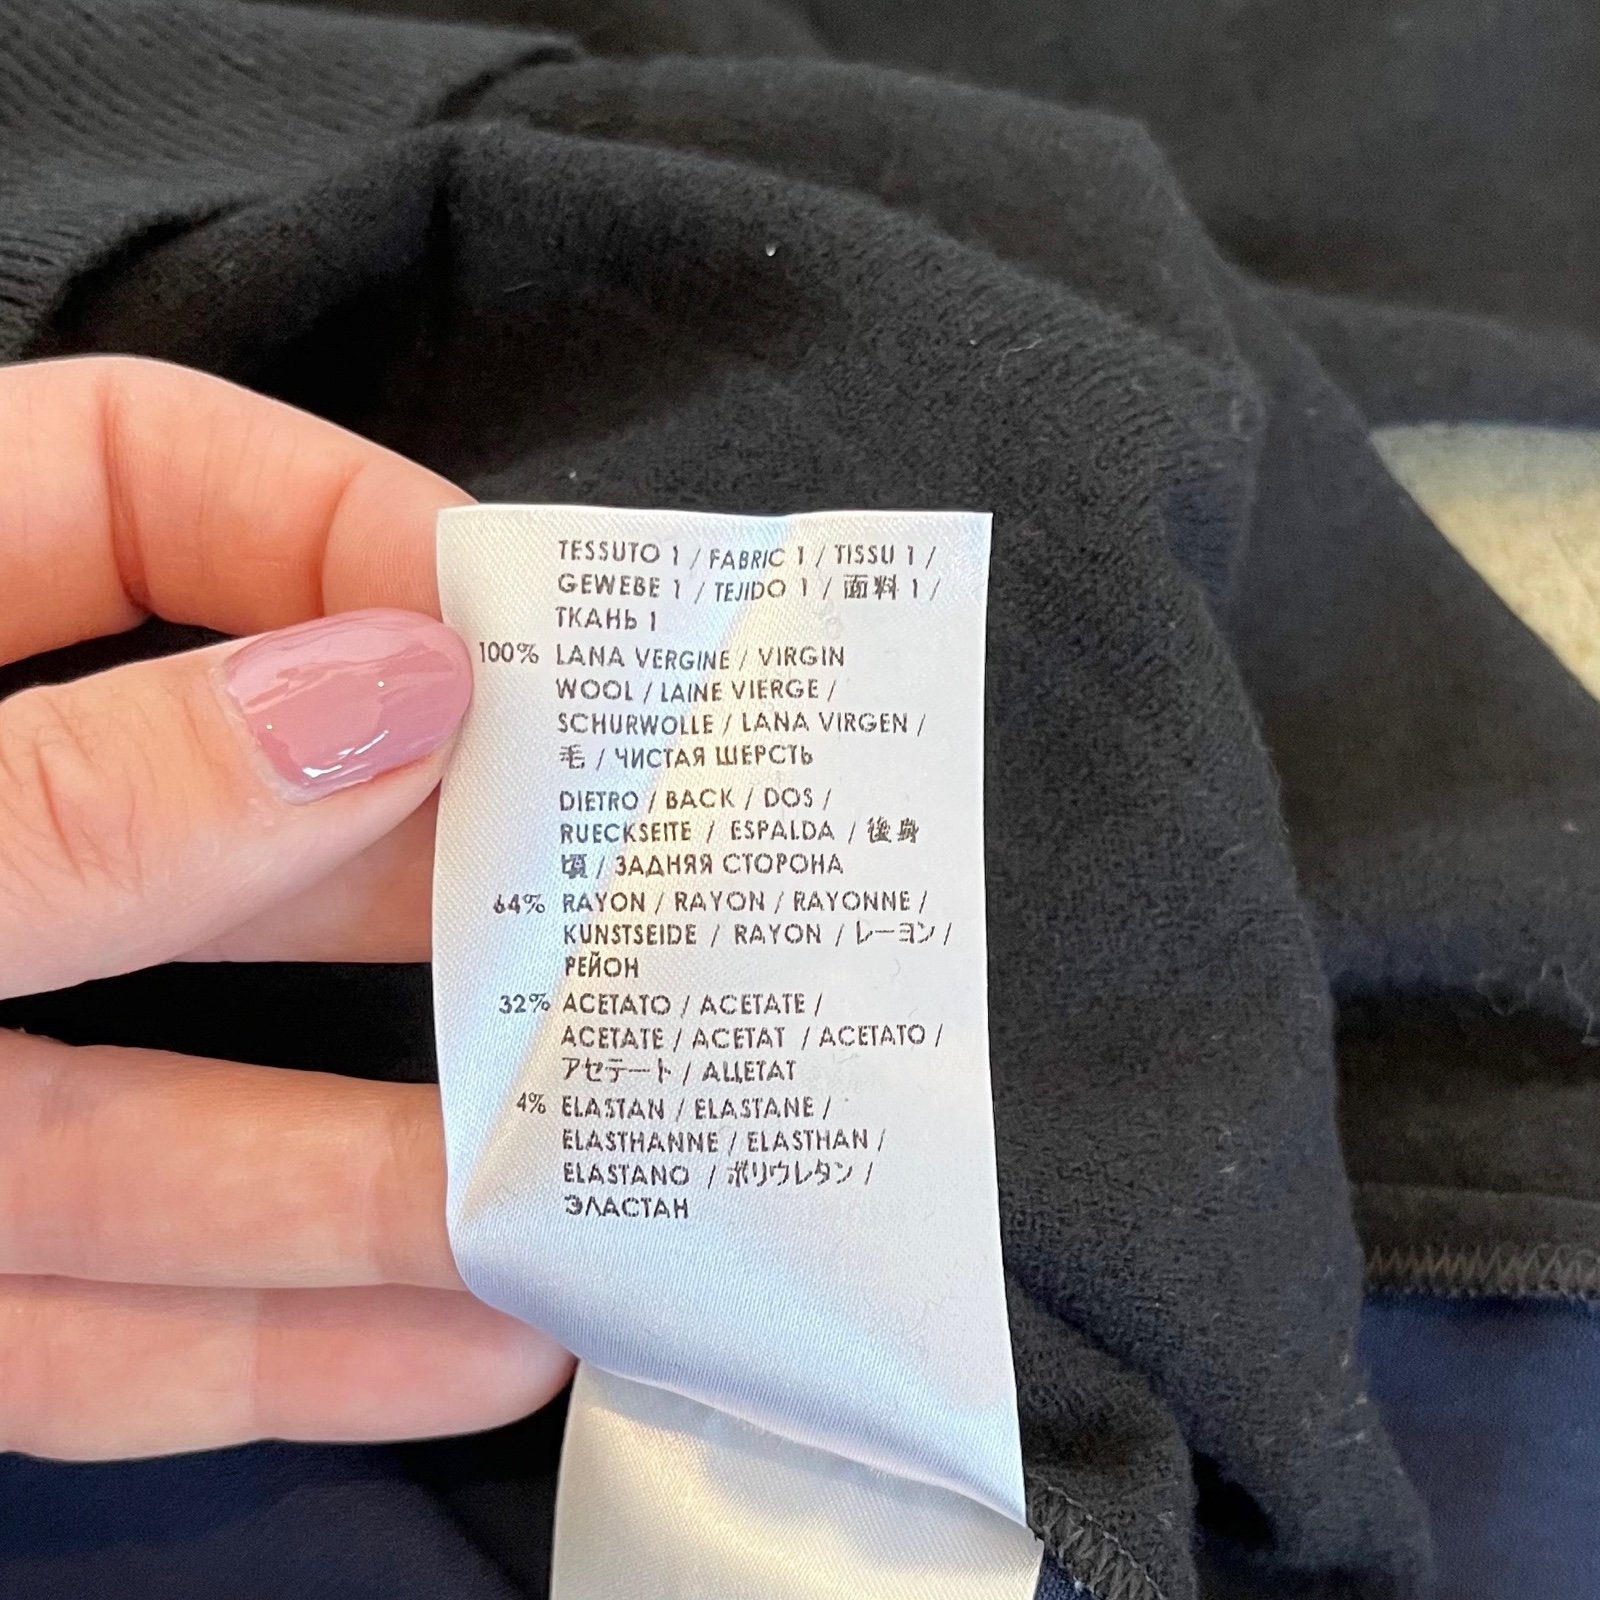 TESSUTO 1 / FABRIC 1 / TISSU 1 /
GEWEBE 1 / TEJIDO 1 / 面料 1 /
ТКАНЬ 1
100% LANA VERGINE / VIRGIN
WOOL / LAINE VIERGE /
SCHURWOLLE / LANA VIRGEN /
毛 / ЧИСТАЯ ШЕРСТЬ
DIETRO / BACK / DOS /
RUECKSEITE / ESPALDA / 後身
頃 / ЗАДНЯЯ СТОРОНА
64% RAYON / RAYON / RAYONNE /
KUNSTSEIDE / RAYON / レーヨン /
РЕЙОН
32% ACETATO / ACETATE /
ACETATE / ACETAT / ACETATO /
アセテート / АЦЕТАТ
4% ELASTAN / ELASTANE /
ELASTHANNE / ELASTHAN /
ELASTANO / ポリウレタン /
ЭЛАСТАН